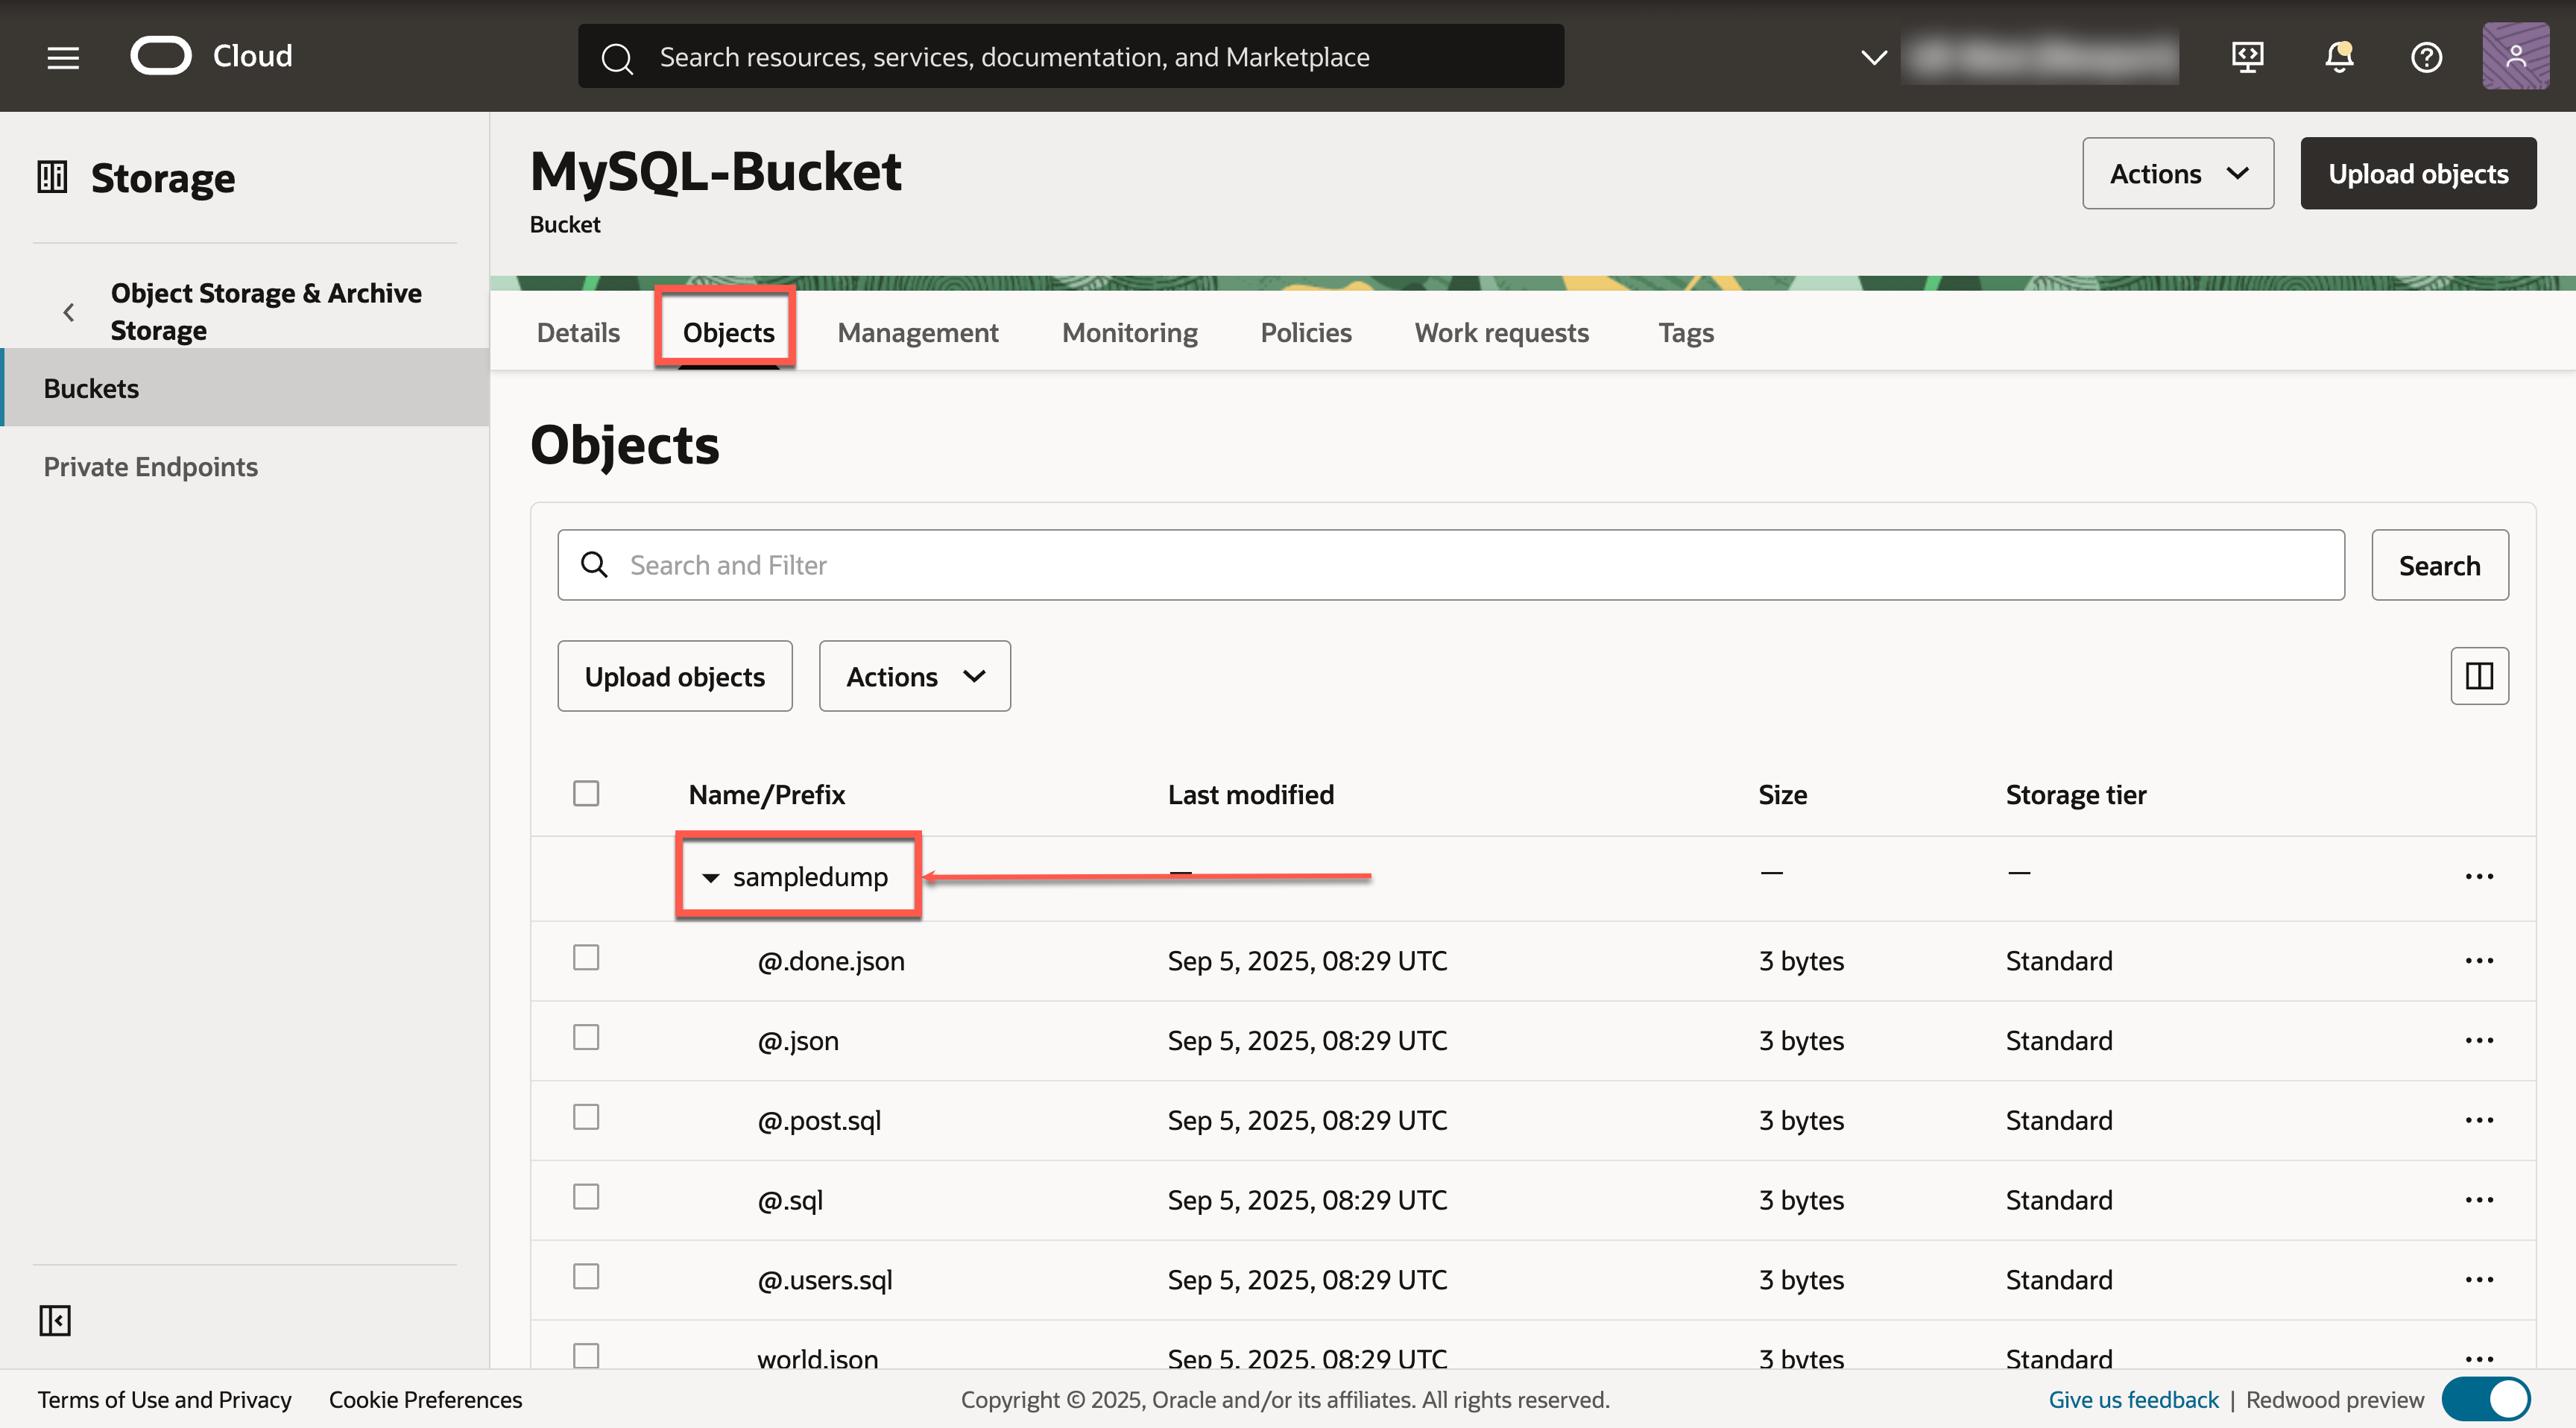 Cloud
Search resources, services, documentation, and Marketplace
Storage
Object Storage & Archive
Storage
Buckets
Private Endpoints
MySQL-Bucket
Bucket
Actions
Upload objects
Details
Objects
Management
Monitoring
Policies
Work requests
Tags
Objects
Search and Filter
Search
Upload objects
Actions
Name/Prefix Last modified Size Storage tier
sampledump — — —
@.done.json Sep 5, 2025, 08:29 UTC 3 bytes Standard
@.json Sep 5, 2025, 08:29 UTC 3 bytes Standard
@.post.sql Sep 5, 2025, 08:29 UTC 3 bytes Standard
@.sql Sep 5, 2025, 08:29 UTC 3 bytes Standard
@.users.sql Sep 5, 2025, 08:29 UTC 3 bytes Standard
world.json Sep 5, 2025, 08:29 UTC 3 bytes Standard
Terms of Use and Privacy
Cookie Preferences
Copyright © 2025, Oracle and/or its affiliates. All rights reserved.
Give us feedback | Redwood preview